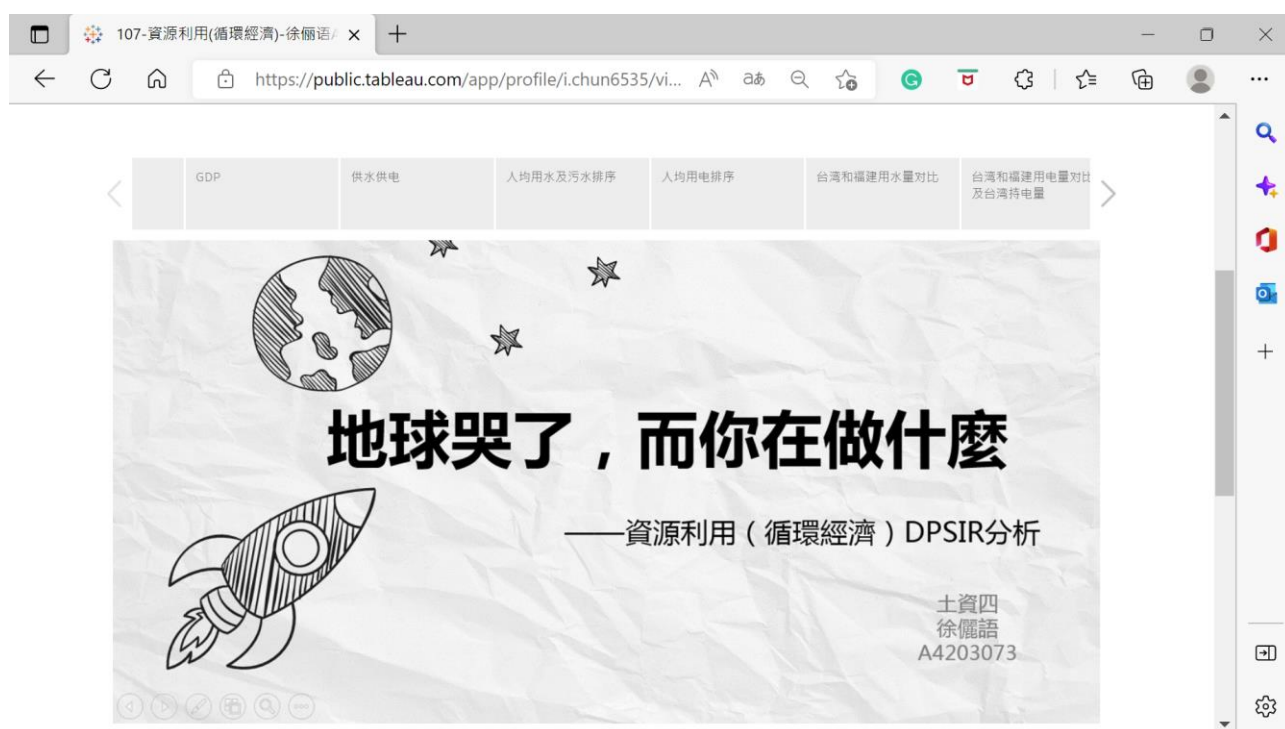 107-資源利用(循環經濟)-徐俪语/
https://public.tableau.com/app/profile/i.chun6535/vi...
GDP
供水供电
人均用水及污水排序
人均用电排序
台湾和福建用水量对比
台湾和福建用电量对比
及台湾持电量
地球哭了，而你在做什麼
——資源利用（循環經濟）DPSIR分析
土資四
徐儷語
A4203073